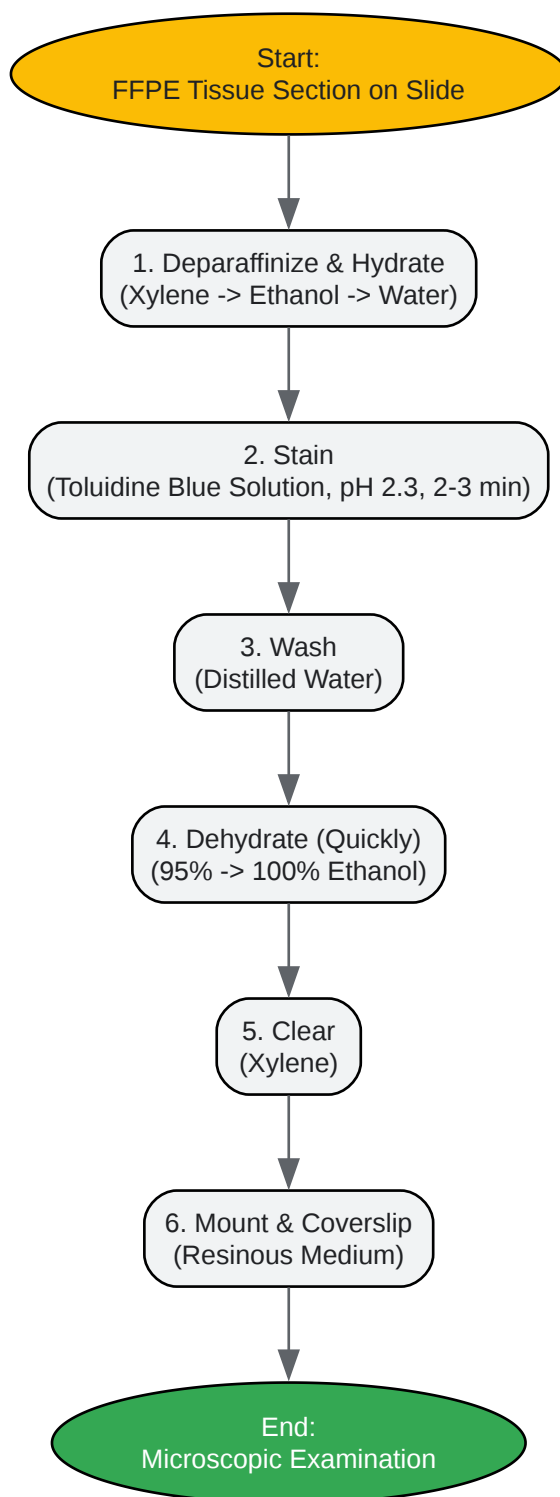 Start:
FFPE Tissue Section on Slide
1. Deparaffinize & Hydrate
(Xylene -> Ethanol -> Water)
2. Stain
(Toluidine Blue Solution, pH 2.3, 2-3 min)
3. Wash
(Distilled Water)
4. Dehydrate (Quickly)
(95% -> 100% Ethanol)
5. Clear
(Xylene)
6. Mount & Coverslip
(Resinous Medium)
End:
Microscopic Examination